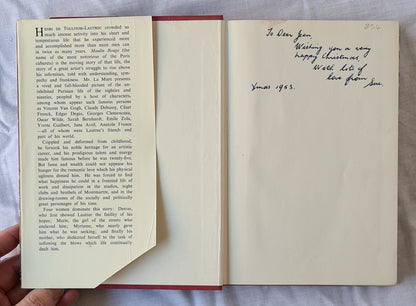 HENRI DE TOULOUSE-LAUTREC crowded so
much intense activity into his short and
tempestuous life that he experienced more
and accomplished more than most men can
in twice as many years. Moulin Rouge (by
the name of the most notorious of the Paris
cabarets) is the moving story of that life, the
story of a great artist's struggle to rise above
his infirmities, told with understanding, sympathy
and frankness. Mr. La Mure presents
a vivid and full-blooded picture of the uninhibited
Parisian life of the eighties and
nineties, peopled by a host of characters,
among whom appear such famous persons
as Vincent Van Gogh, Claude Debussy, César
Franck, Edgar Degas, Georges Clemenceau,
Oscar Wilde, Sarah Bernhardt, Emile Zola,
Yvette Guilbert, Jane Avril, Anatole France
—all of whom were Lautrec's friends and
part of his world.
Crippled and deformed from childhood,
he forsook his noble heritage for an artistic
career, and his prodigious talent and energy
made him famous before he was twenty-five.
But fame and wealth could not appease his
hunger for the romantic love which his physical
ugliness denied him. He was forced to find
what happiness he could in a frenzied life of
work and dissipation in the studios, night
clubs and brothels of Montmartre, and in the
drawing-rooms of the socially and politically
great personages of his time.
Four women dominate this story: Denise,
who first showed Lautrec the futility of his
hopes; Marie, the girl of the streets who
enslaved him; Myriame, who nearly gave
him what he was seeking; and finally his
mother, who dedicated herself to the task of
softening the blows which life continually
dealt him.
To Dear Jean,
Wishing you a very
happy Christmas!
With lots of
love from
Sue.
Xmas 1953.